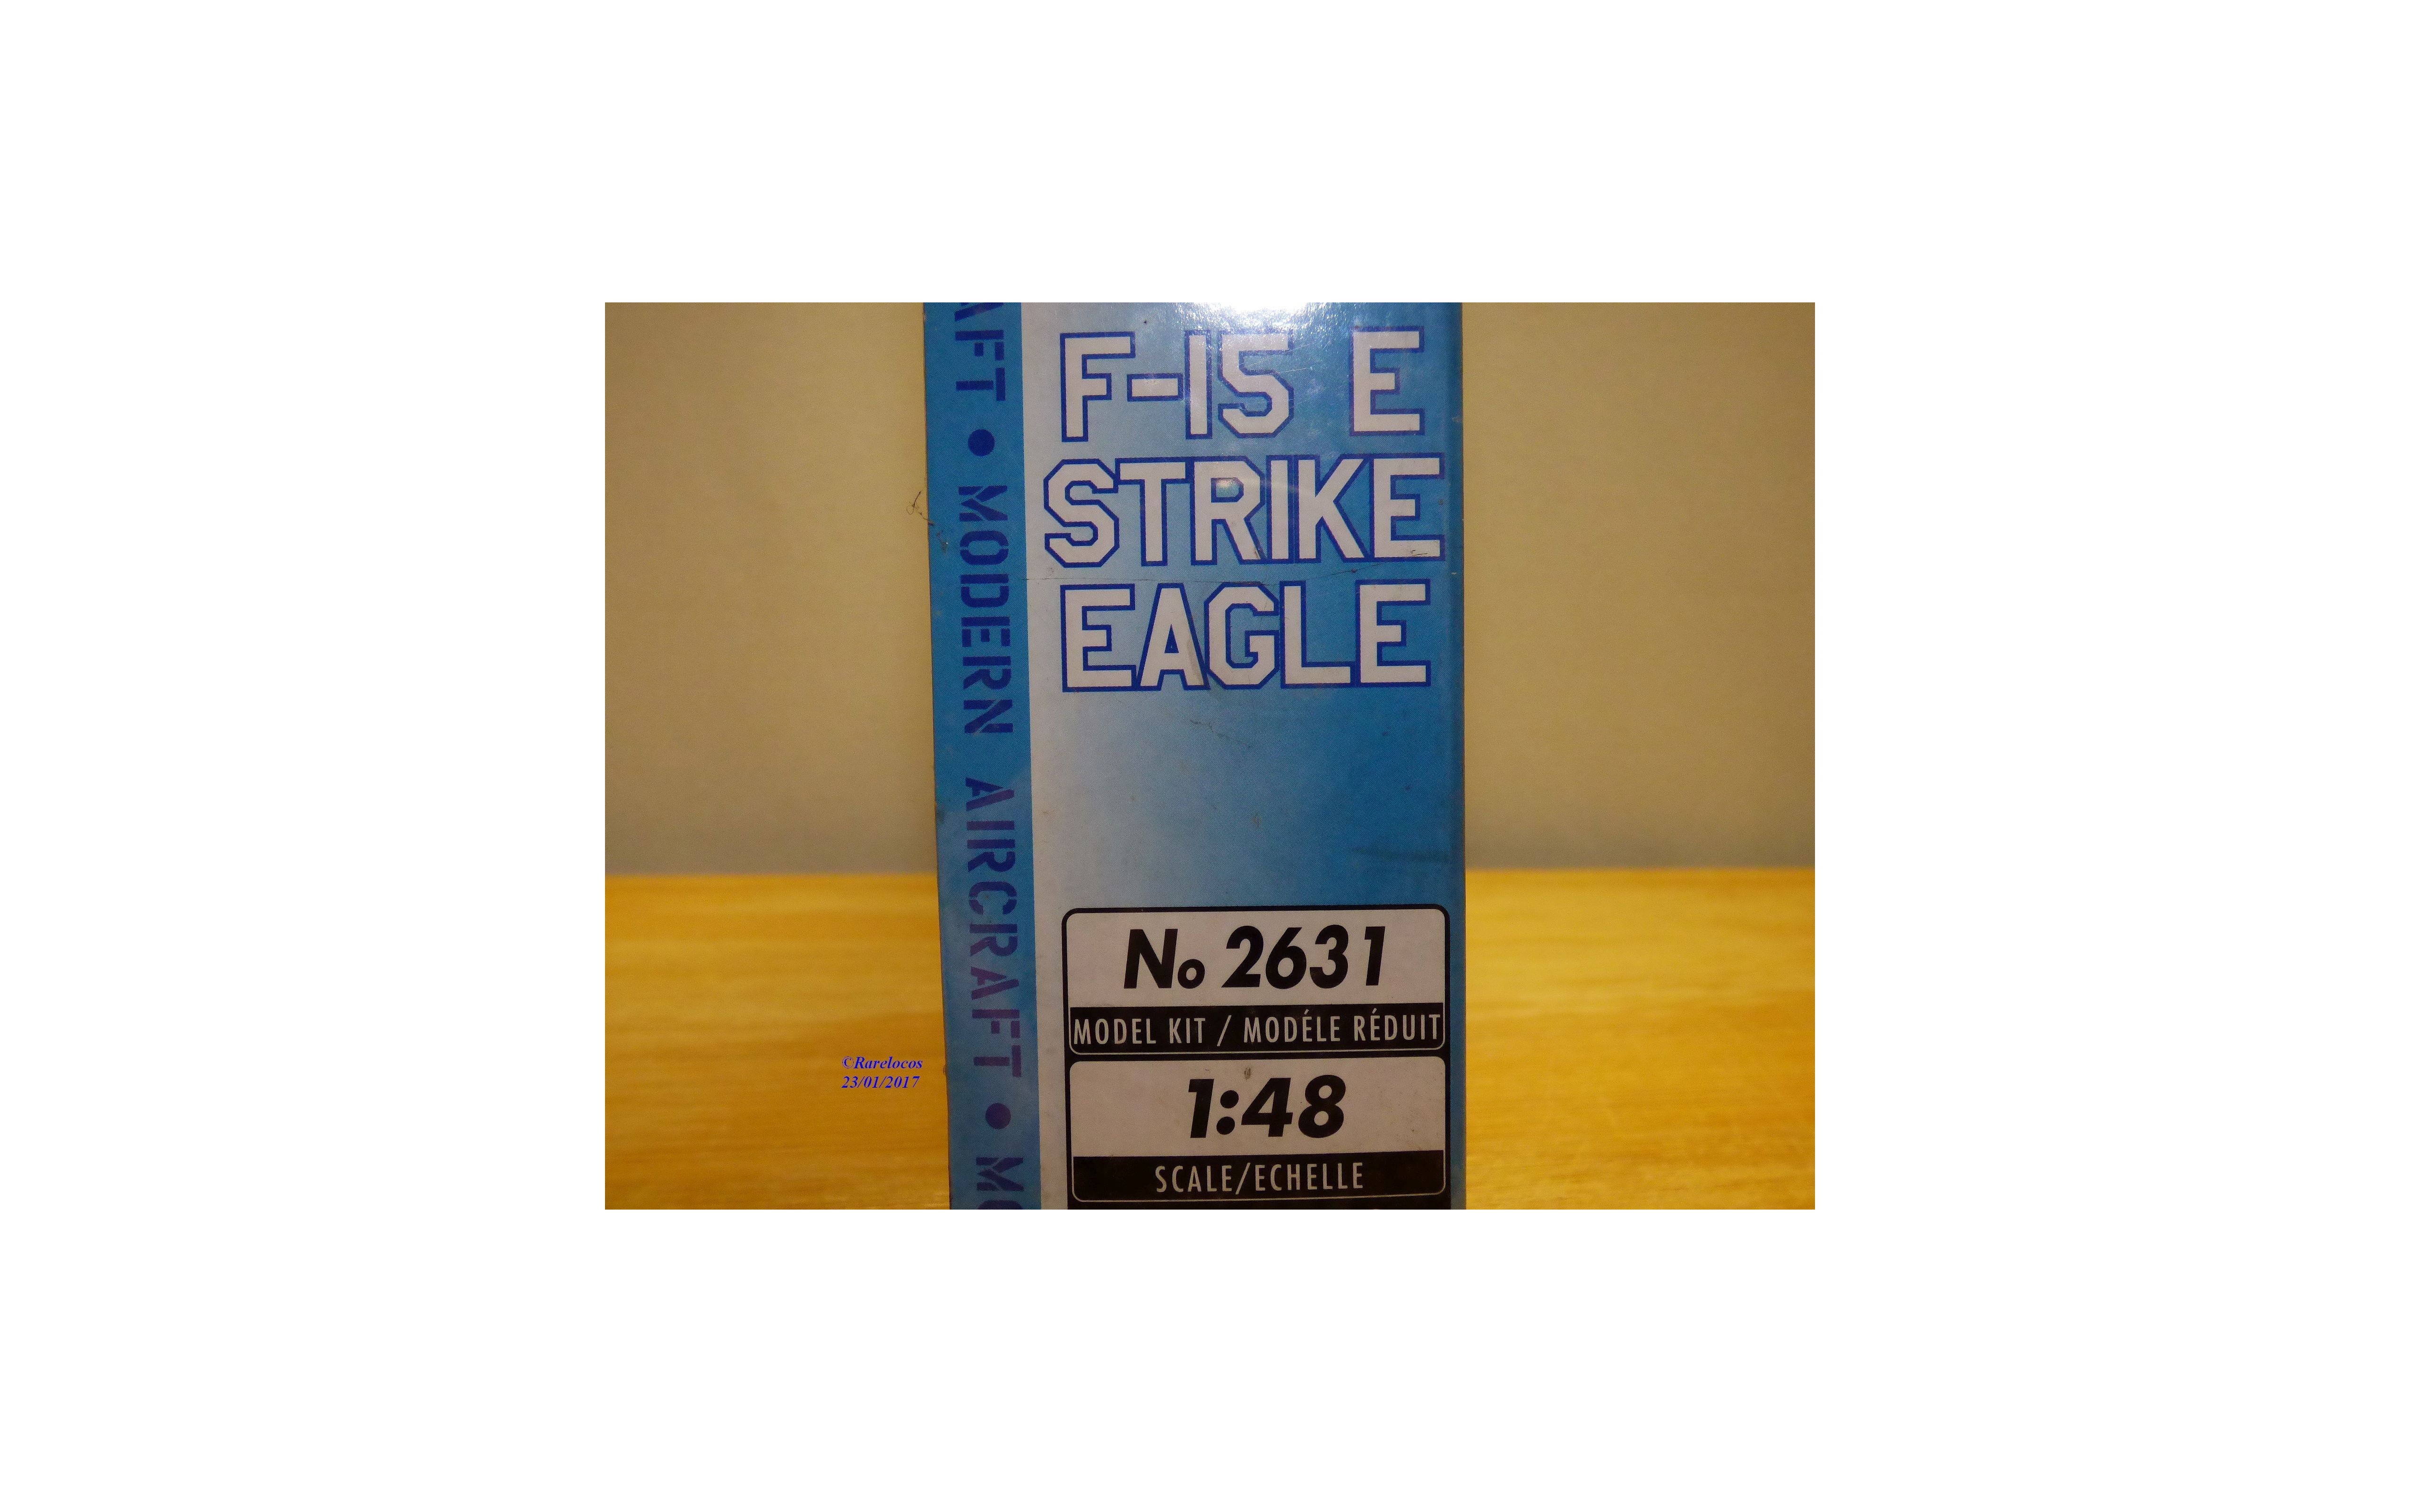 F-15 E
STRIKE
EAGLE
AFT • MODERN AIRCRAFT • MO
No 2631
MODEL KIT / MODÉLE RÉDUIT
1:48
SCALE/ECHELLE
©Rarelocos
23/01/2017